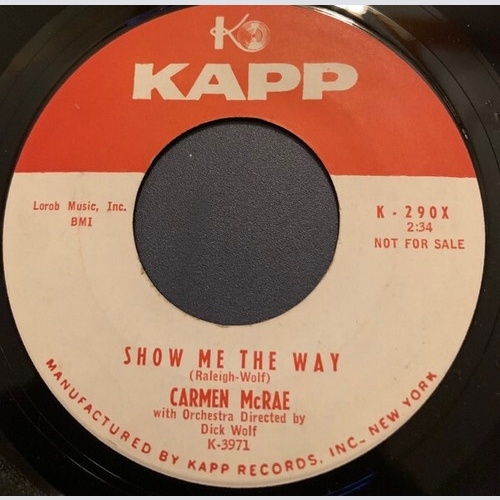 K
KAPP
Lorob Music, Inc.
BMI
K - 290X
2:34
NOT FOR SALE
SHOW ME THE WAY
(Raleigh-Wolf)
CARMEN McRAE
with Orchestra Directed by
Dick Wolf
K-3971
MANUFACTURED BY KAPP RECORDS, INC., NEW YORK